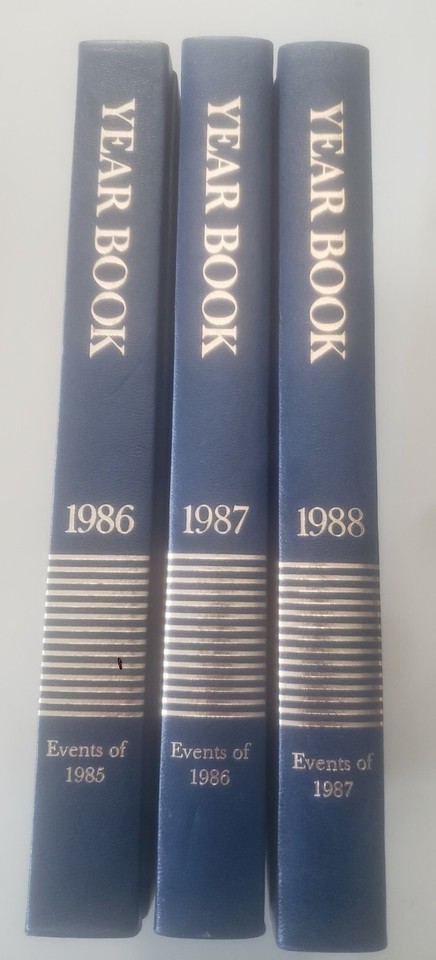 YEAR BOOK
1986
Events of
1985
YEAR BOOK
1987
Events of
1986
YEAR BOOK
1988
Events of
1987